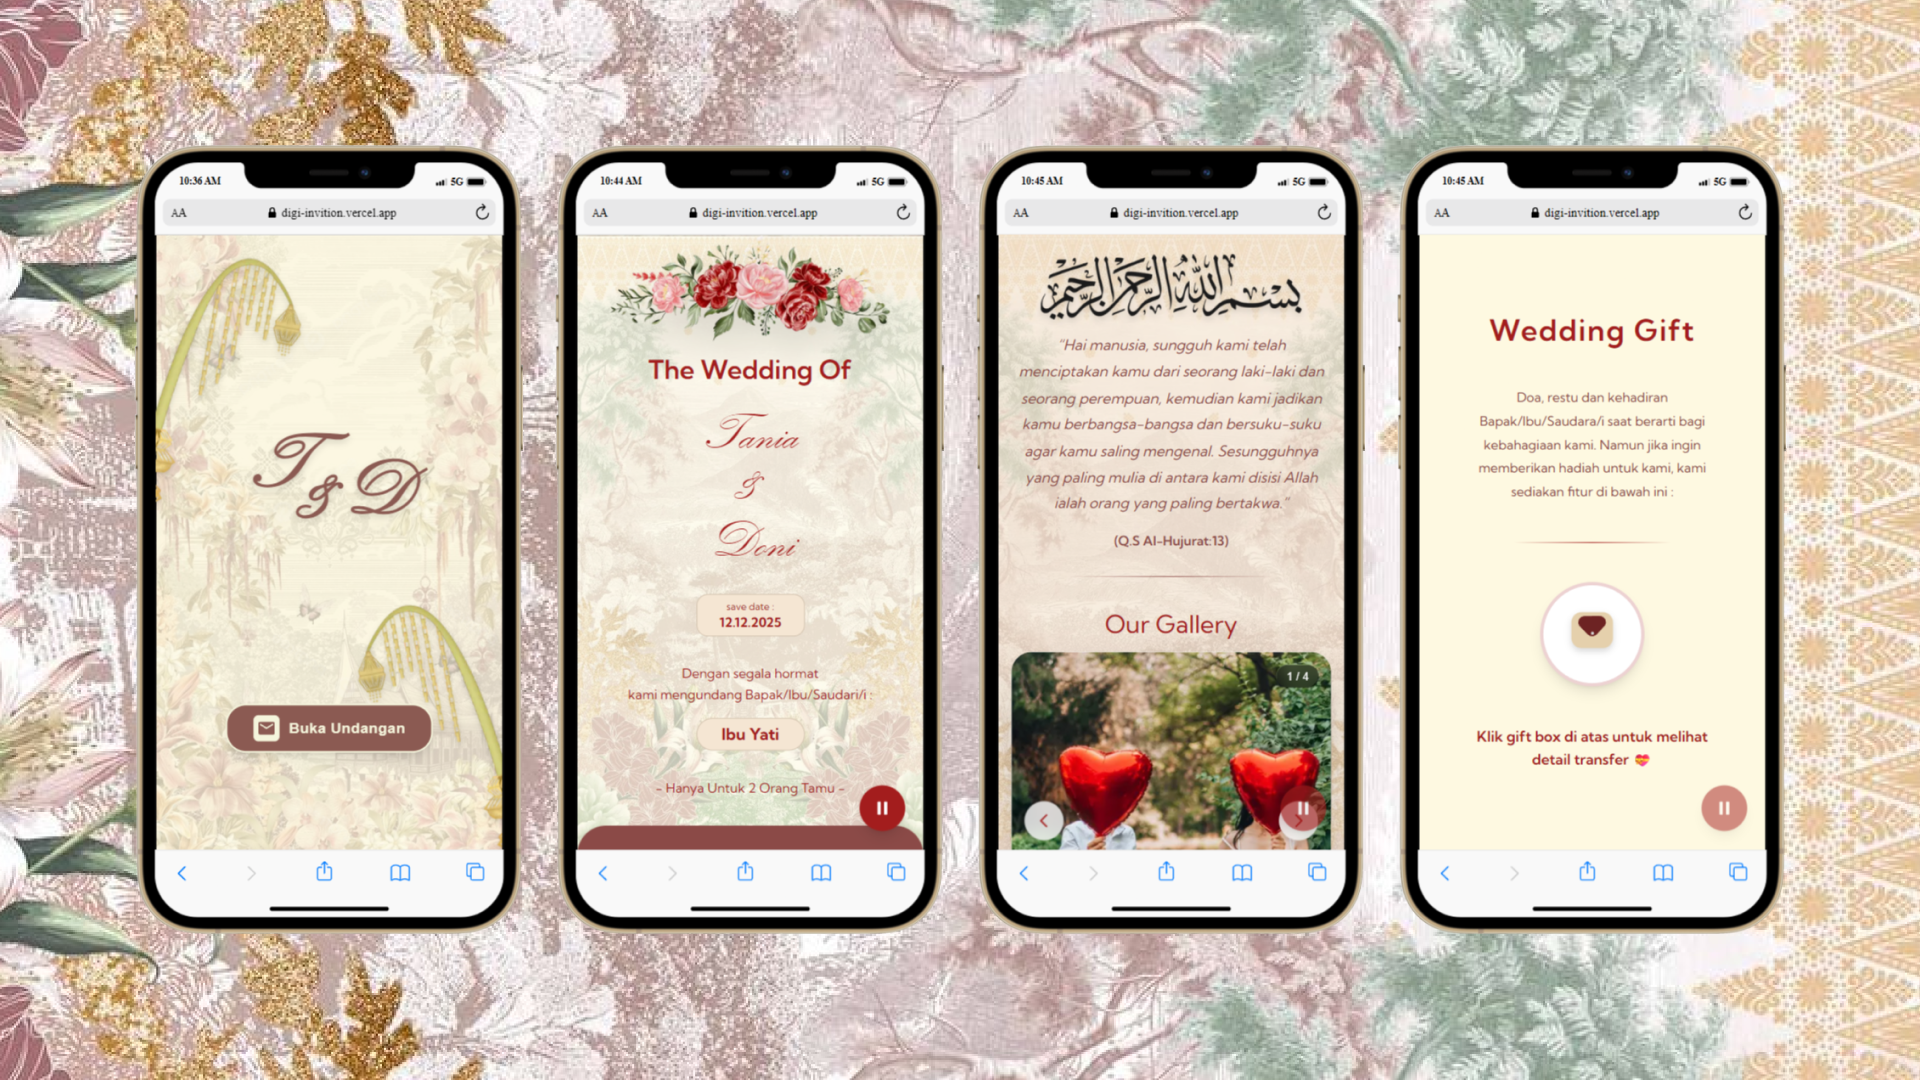 10:36 AM
5G
AA
digi-invition.vercel.app
T & D
Buka Undangan
10:44 AM
5G
AA
digi-invition.vercel.app
The Wedding Of
Tania
&
Doni
save date :
12.12.2025
Dengan segala hormat
kami mengundang Bapak/Ibu/Saudari/i :
Ibu Yati
- Hanya Untuk 2 Orang Tamu -
10:45 AM
5G
AA
digi-invition.vercel.app
بسم الله الرحمن الرحيم
“Hai manusia, sungguh kami telah
menciptakan kamu dari seorang laki-laki dan
seorang perempuan, kemudian kami jadikan
kamu berbangsa-bangsa dan bersuku-suku
agar kamu saling mengenal. Sesungguhnya
yang paling mulia di antara kami disisi Allah
ialah orang yang paling bertakwa.”
(Q.S Al-Hujurat:13)
Our Gallery
1 / 4
10:45 AM
5G
AA
digi-invition.vercel.app
Wedding Gift
Doa, restu dan kehadiran
Bapak/Ibu/Saudara/i saat berarti bagi
kebahagiaan kami. Namun jika ingin
memberikan hadiah untuk kami, kami
sediakan fitur di bawah ini :
Klik gift box di atas untuk melihat
detail transfer 💝